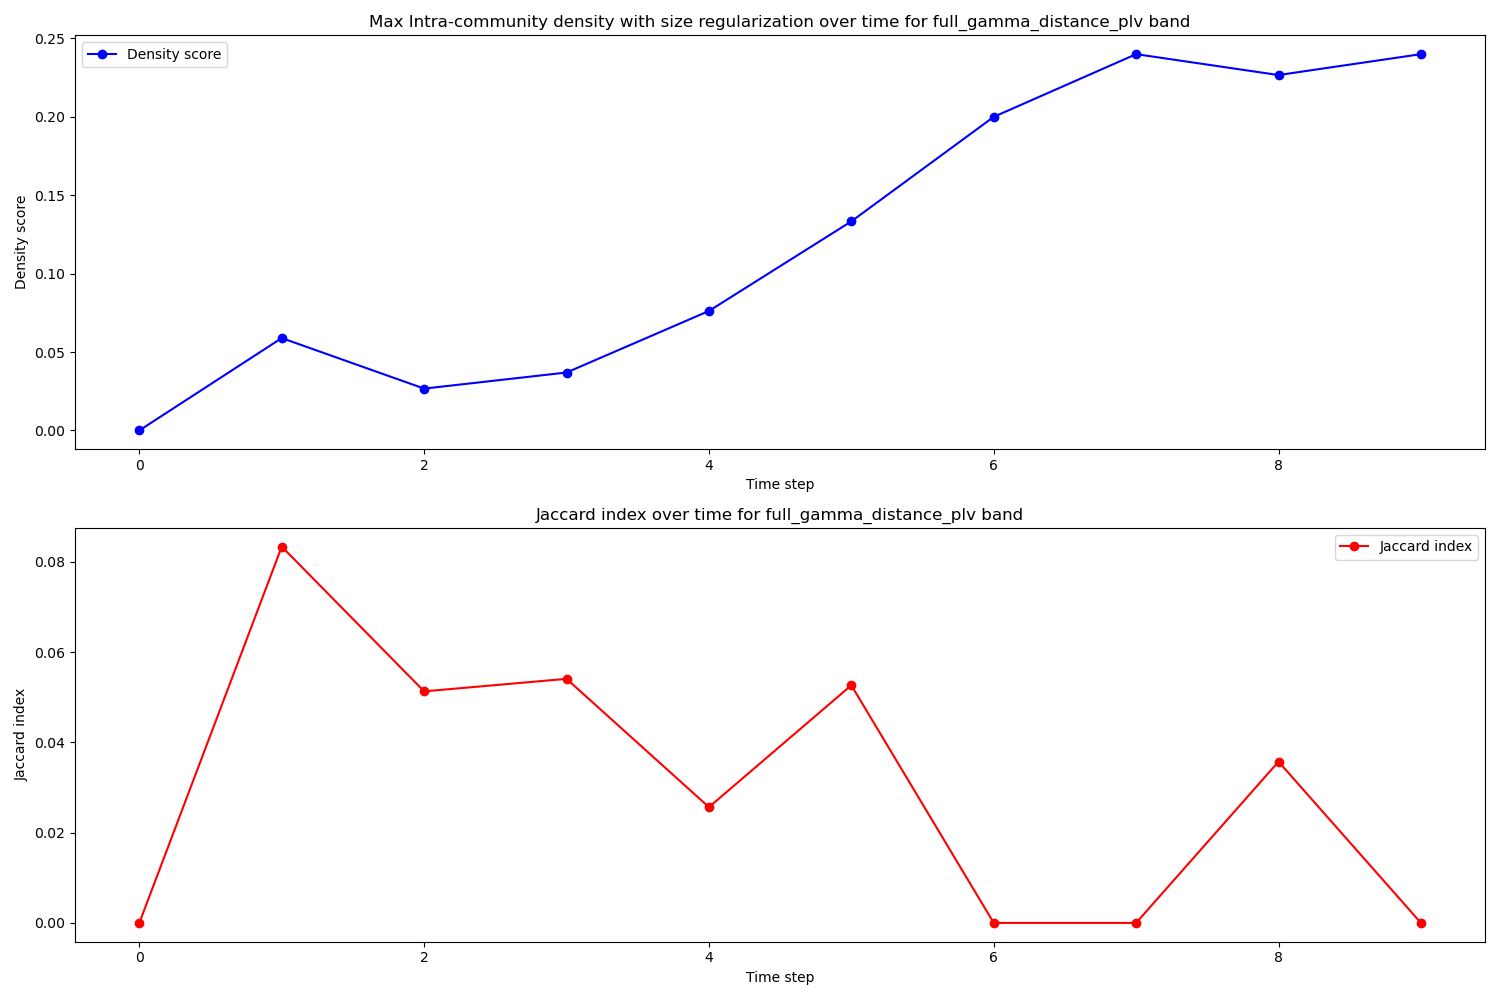 Max Intra-community density with size regularization over time for full_gamma_distance_plv band
Density score
0.25
0.20
0.15
0.10
0.05
0.00
Density score
0 2 4 6 8
Time step
Jaccard index over time for full_gamma_distance_plv band
Jaccard index
0.08
0.06
0.04
0.02
0.00
Jaccard index
0 2 4 6 8
Time step